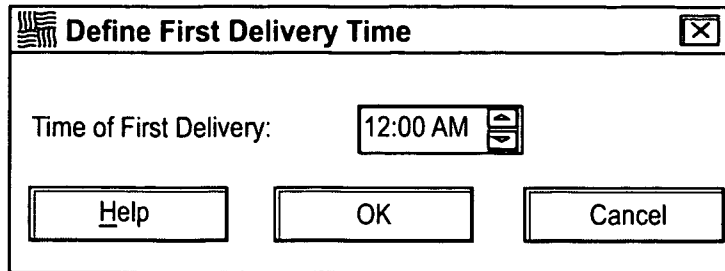 Define First Delivery Time
Time of First Delivery: 12:00 AM
Help OK Cancel